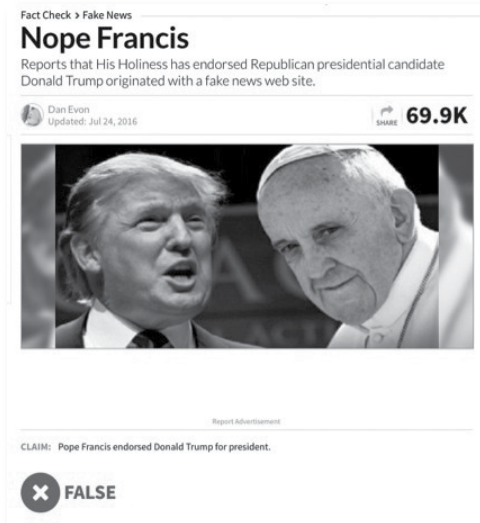 Fact Check > Fake News
Nope Francis
Reports that His Holiness has endorsed Republican presidential candidate
Donald Trump originated with a fake news web site.
Dan Evon
Updated: Jul 24, 2016
SHARE 69.9K
Report Advertisement
CLAIM: Pope Francis endorsed Donald Trump for president.
FALSE